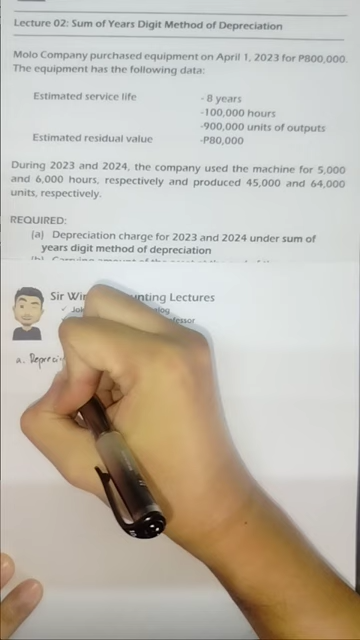 Lecture 02: Sum of Years Digit Method of Depreciation
Molo Company purchased equipment on April 1, 2023 for P800,000.
The equipment has the following data:
Estimated service life - 8 years
-100,000 hours
-900,000 units of outputs
Estimated residual value -P80,000
During 2023 and 2024, the company used the machine for 5,000
and 6,000 hours, respectively and produced 45,000 and 64,000
units, respectively.
REQUIRED:
(a) Depreciation charge for 2023 and 2024 under sum of
years digit method of depreciation
Sir Lectures
a.